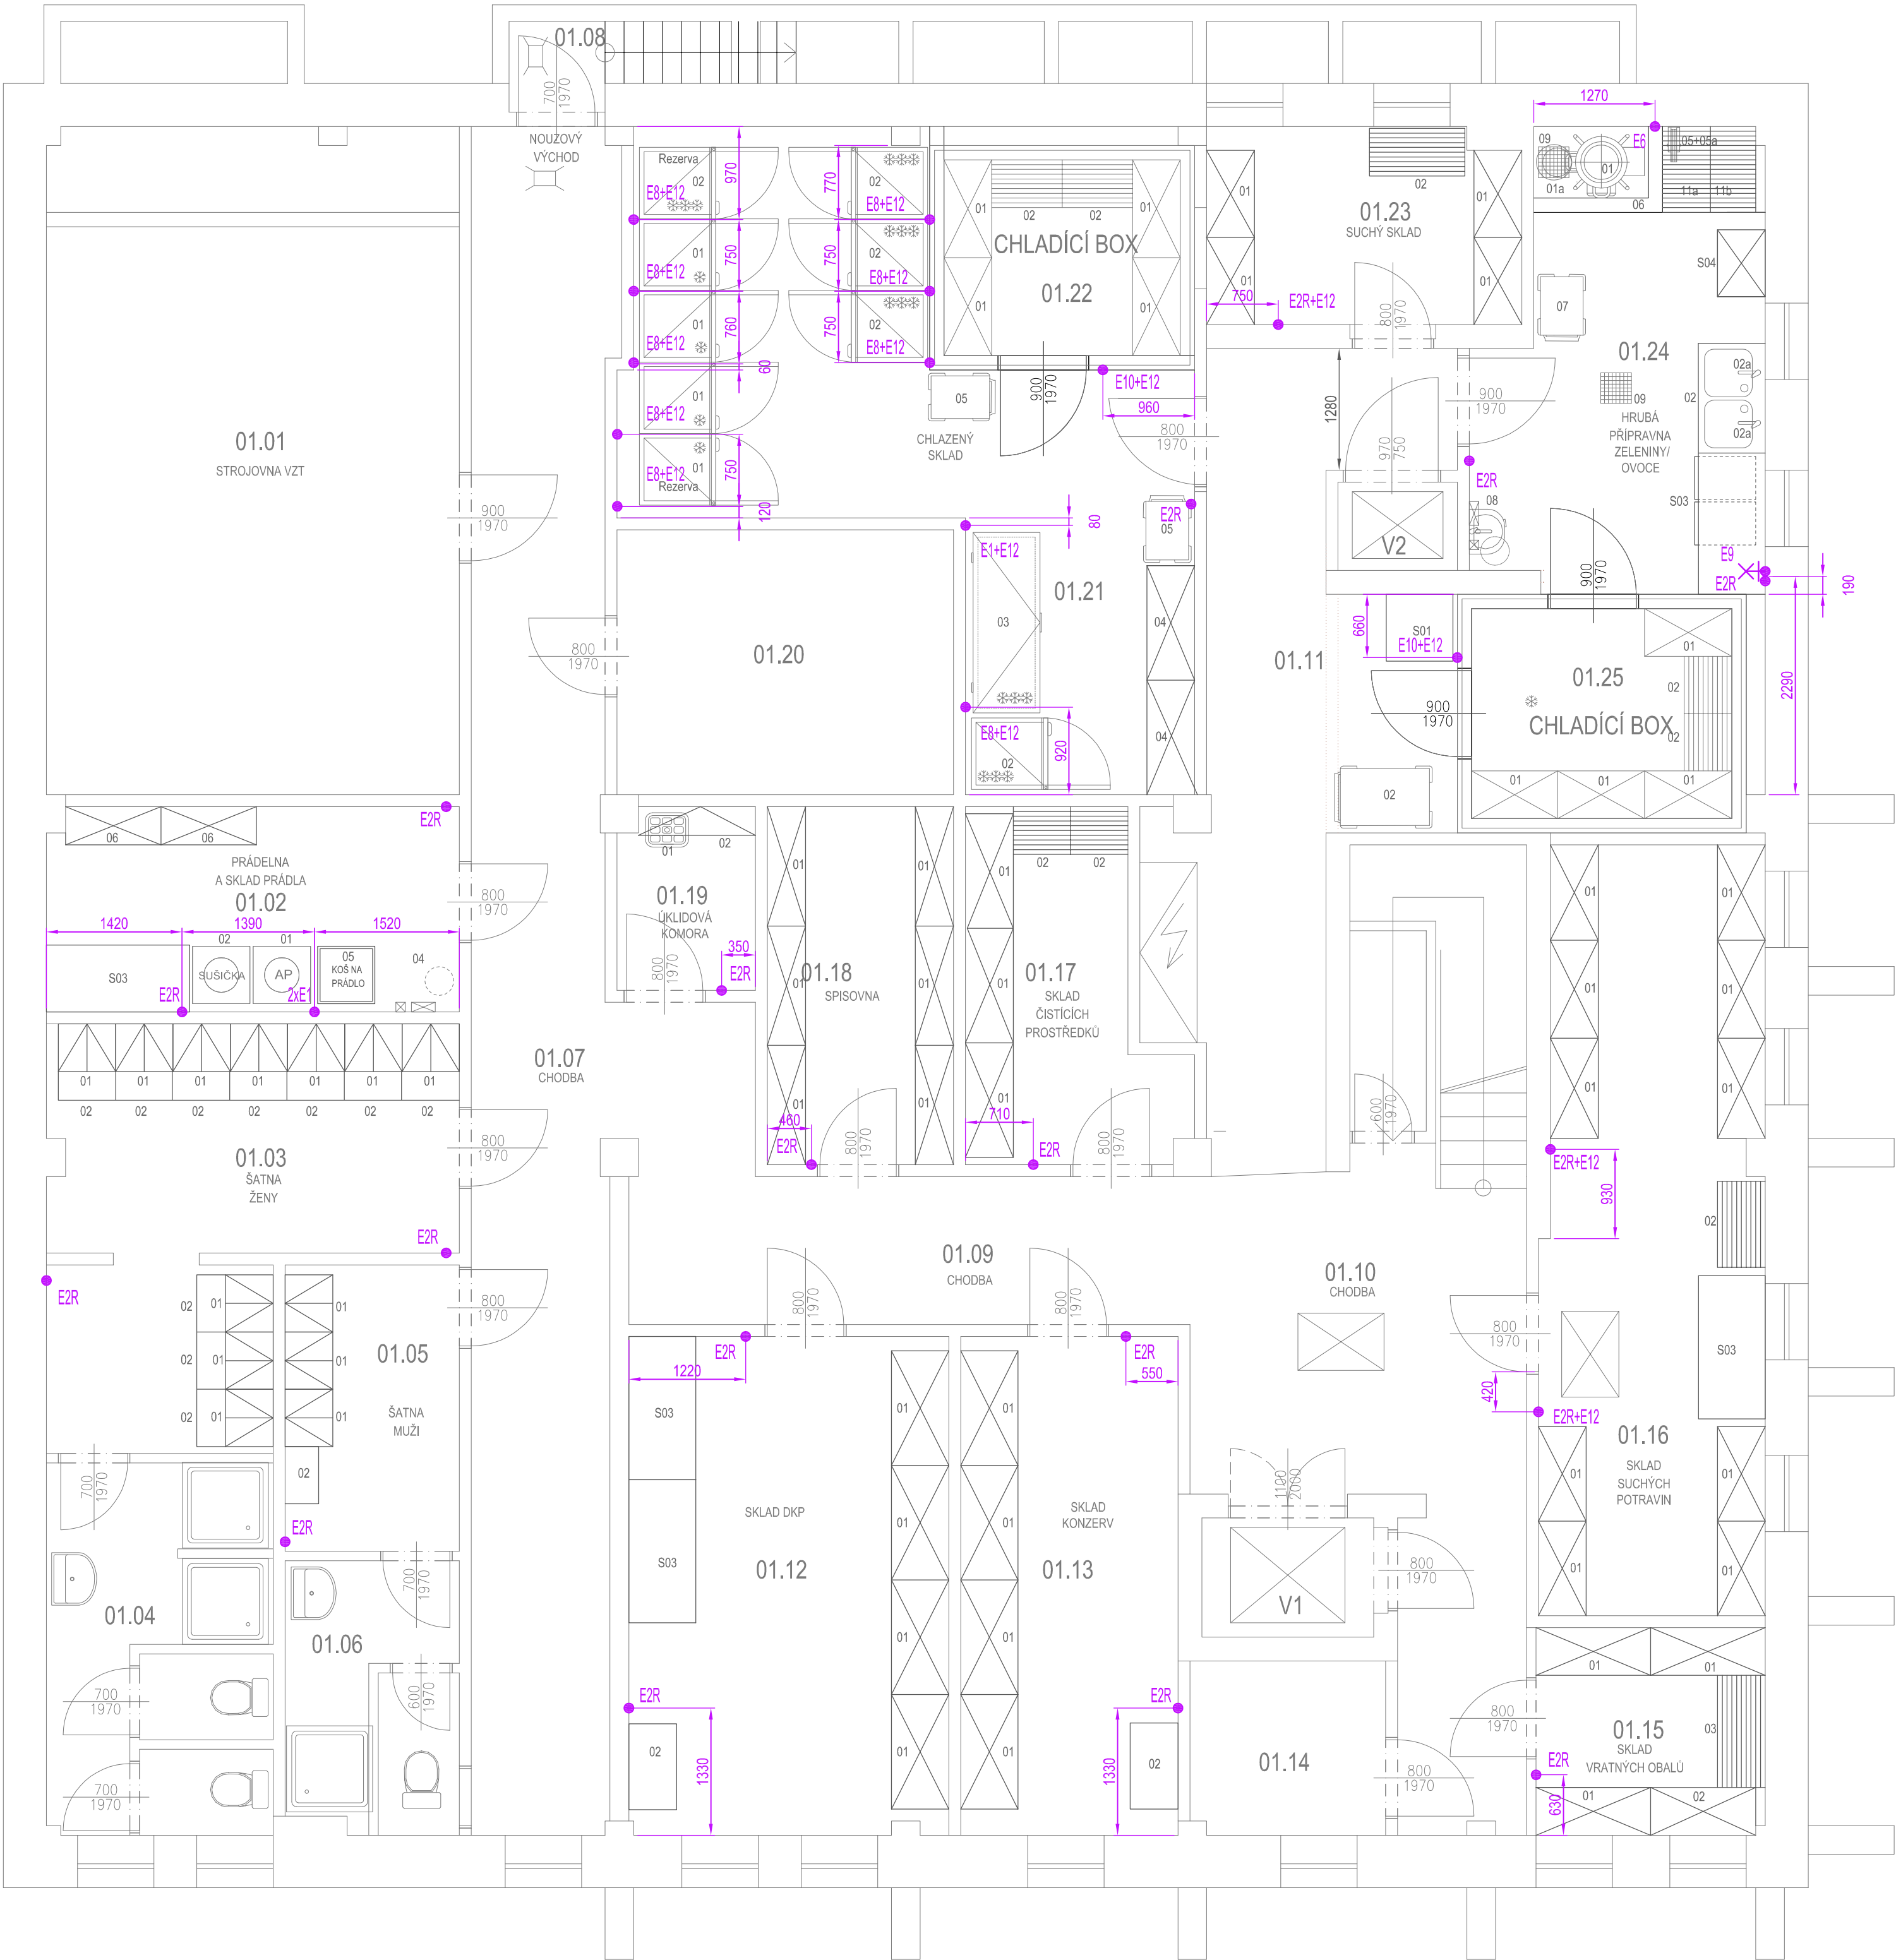 01.08
700
1970
NOUZOVÝ
VÝCHOD
Rezerva
02
E8+E12
970
770
02
E8+E12
01
E8+E12
750
750
02
E8+E12
01
E8+E12
760
60
750
02
E8+E12
01
E8+E12
E8+E12
01
Rezerva
750
120
01
01
02
02
CHLADÍCÍ BOX
01.22
01
01
05
900
1970
E10+E12
960
800
1970
CHLAZENÝ
SKLAD
01
02
01
01.23
SUCHÝ SKLAD
01
01
750
E2R+E12
800
1970
1270
E6
09
01
01a
05+05a
11a
11b
06
S04
07
01.24
900
1970
1280
970
750
09
HRUBÁ
PŘÍPRAVNA
ZELENINY/
OVOCE
02
02a
02a
E2R
08
S03
V2
E9
E2R
190
900
1970
2290
01.01
STROJOVNA VZT
900
1970
800
1970
01.20
E1+E12
80
E2R
05
01.21
03
04
04
E8+E12
02
920
01.11
660
S01
E10+E12
900
1970
01
01.25
02
CHLADÍCÍ BOX
02
01
01
01
02
06
06
E2R
PRÁDELNA
A SKLAD PRÁDLA
01.02
800
1970
1420
1390
1520
S03
E2R
02
SUŠIČKA
01
AP
2xE1
05
KOŠ NA
PRÁDLO
04
01
01
01
01
01
01
01
02
02
02
02
02
02
02
800
1970
01.03
ŠATNA
ŽENY
E2R
E2R
01.07
CHODBA
01
02
01.19
ÚKLIDOVÁ
KOMORA
800
1970
350
E2R
01
01
01.18
SPISOVNA
01
01
01
01
460
E2R
800
1970
01
02
02
01.17
SKLAD
ČISTÍCÍCH
PROSTŘEDKŮ
01
01
710
E2R
800
1970
600
1970
01
01
01
01
01
01
E2R+E12
930
02
800
1970
02
01
02
01
02
01
01
01
01
01.05
ŠATNA
MUŽI
02
E2R
700
1970
700
1970
01.04
01.06
700
1970
600
1970
700
1970
01.09
CHODBA
800
1970
800
1970
01.10
CHODBA
800
1970
420
E2R+E12
S03
01.16
SKLAD
SUCHÝCH
POTRAVIN
01
01
01
01
E2R
1220
S03
S03
SKLAD DKP
01.12
01
01
01
01
E2R
02
1330
E2R
550
SKLAD
KONZERV
01.13
01
01
01
01
E2R
02
1330
1100
2000
V1
800
1970
01.14
800
1970
01
01
800
1970
01.15
SKLAD
VRATNÝCH OBALŮ
03
E2R
630
01
02